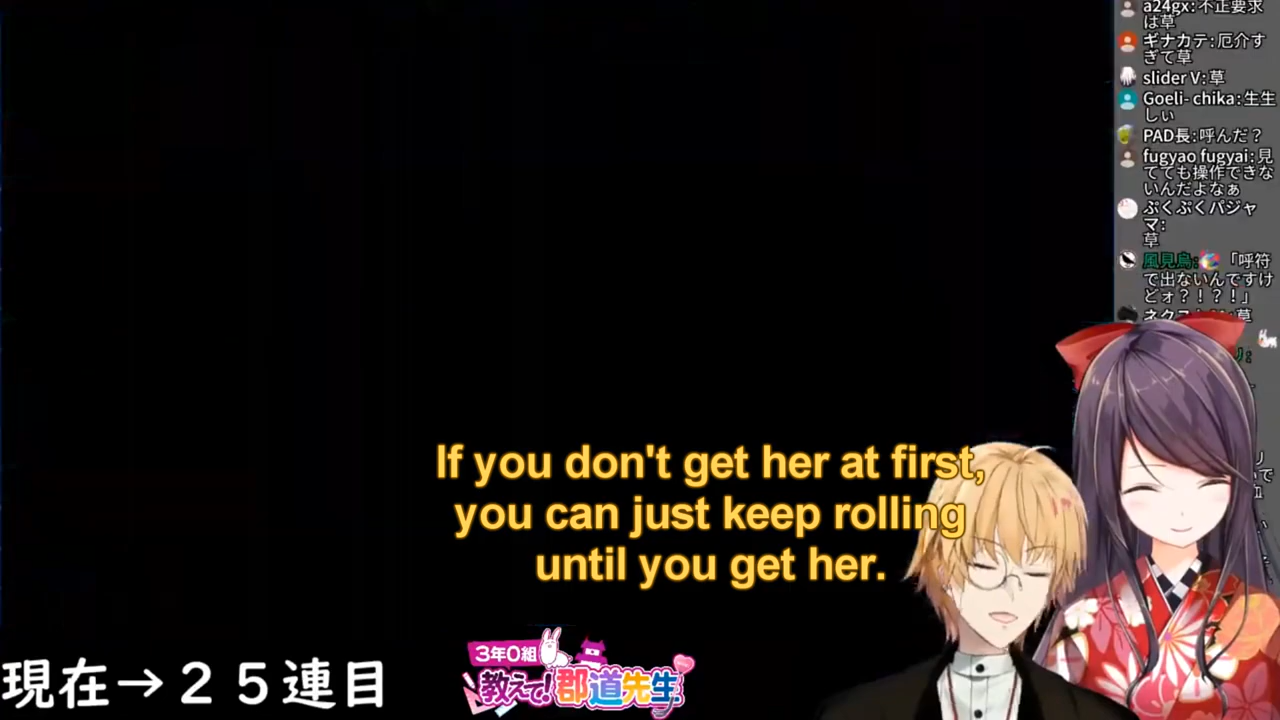 a24gx:不正要求
は草
ギナカテ:厄介す
ぎて草
slider V:草
Goeli- chika:生生
しぃ
PAD長:呼んだ？
fugyao fugyai:見
てても操作できな
いんだよなぁ
ぷくぷくパジャ
マ:
草
風見鳥:「呼符
で出ないんですけ
どォ？！？！」
If you don't get her at first,
you can just keep rolling
until you get her.
現在→２５連目
3年0組
教えて!郡道先生